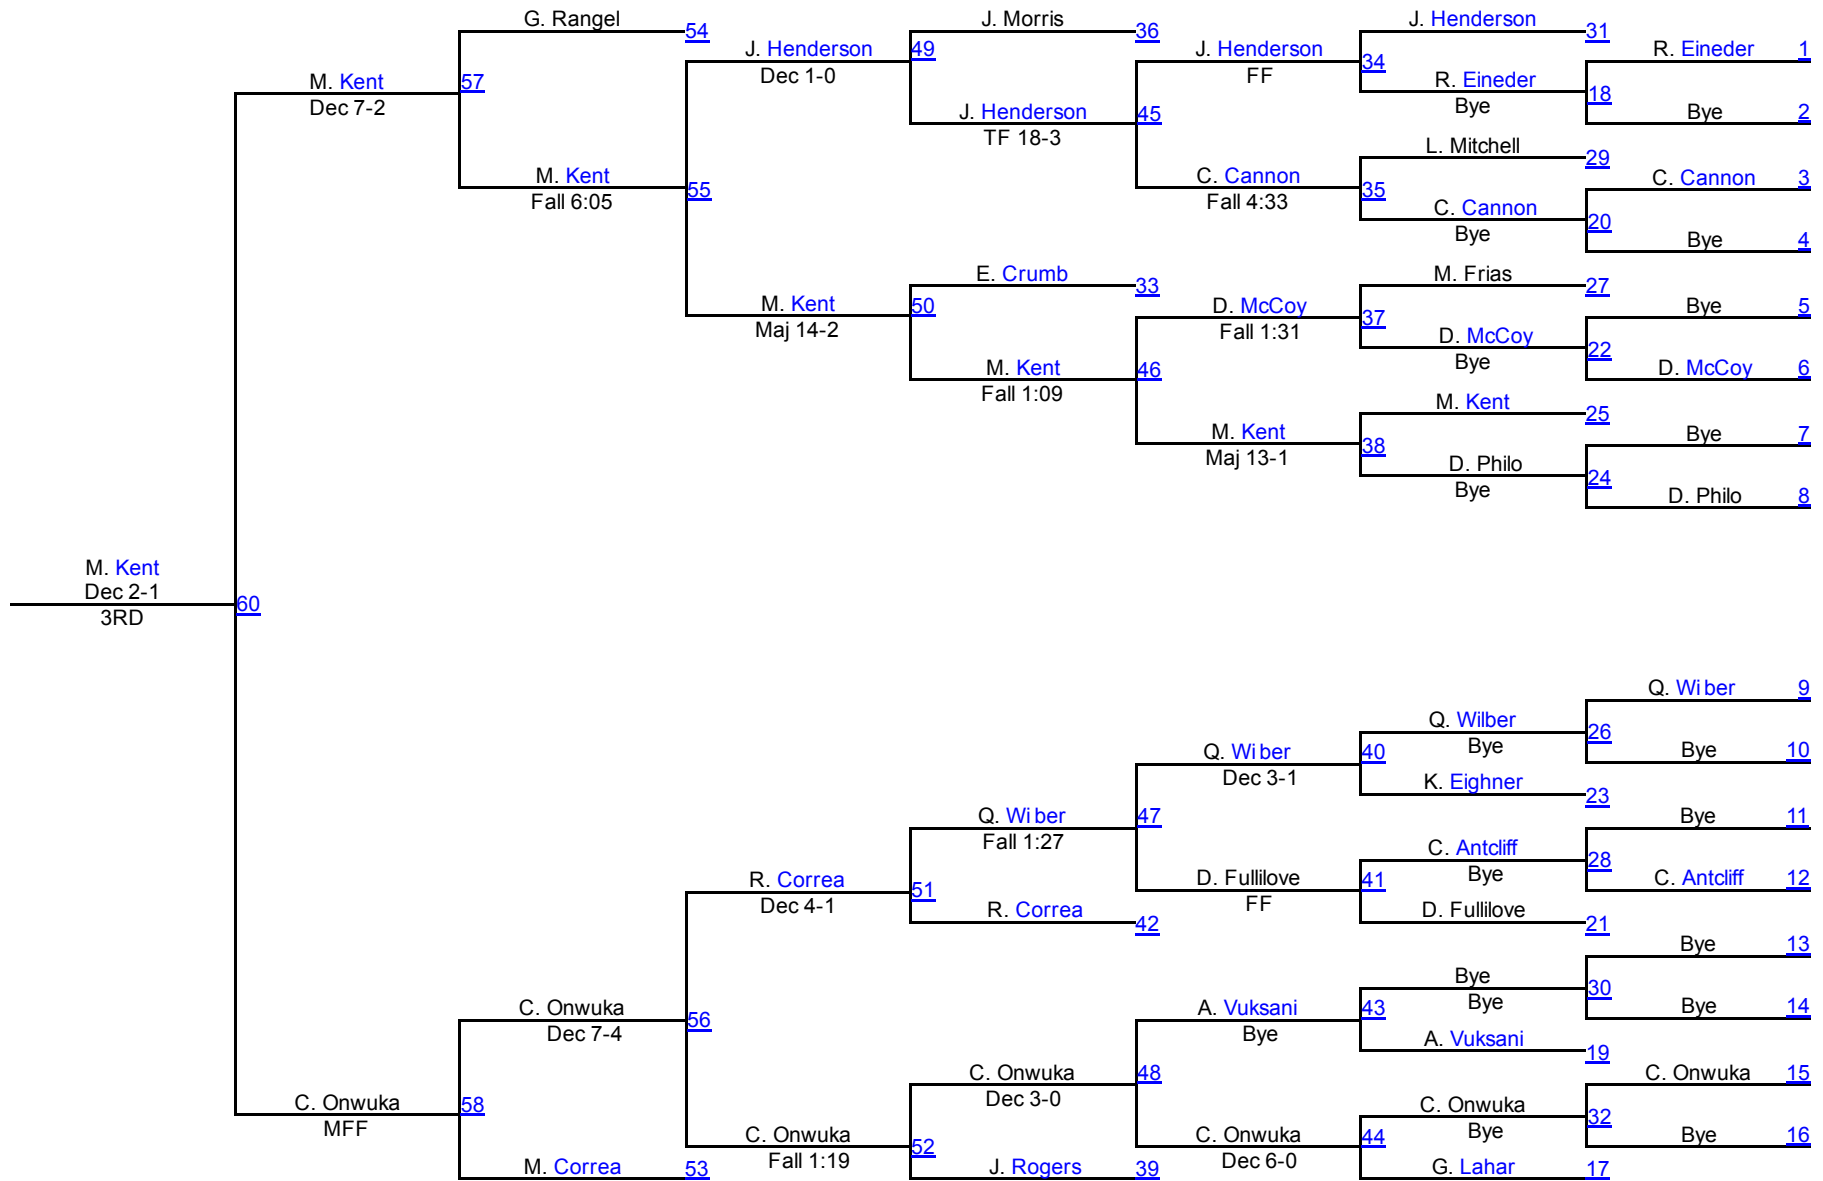 G. Rangel
54
J. Morris
36
J. Henderson
31
M. Kent
Dec 7-2
57
J. Henderson
Dec 1-0
49
J. Henderson
FF
34
R. Eineder
1
R. Eineder
Bye
18
Bye
2
J. Henderson
TF 18-3
45
L. Mitchell
29
M. Kent
Fall 6:05
55
C. Cannon
Fall 4:33
35
C. Cannon
3
C. Cannon
Bye
20
Bye
4
E. Crumb
33
M. Frias
27
M. Kent
Maj 14-2
50
D. McCoy
Fall 1:31
37
Bye
5
D. McCoy
Bye
22
D. McCoy
6
M. Kent
Fall 1:09
46
M. Kent
25
M. Kent
Maj 13-1
38
Bye
7
D. Philo
Bye
24
D. Philo
8
M. Kent
Dec 2-1
3RD
60
Q. Wi ber
9
Q. Wilber
Bye
26
Bye
10
Q. Wi ber
Dec 3-1
40
K. Eighner
23
Q. Wi ber
Fall 1:27
47
Bye
11
C. Antcliff
Bye
28
C. Antcliff
12
R. Correa
Dec 4-1
51
D. Fullilove
FF
41
R. Correa
42
D. Fullilove
21
Bye
13
Bye
Bye
30
Bye
14
C. Onwuka
Dec 7-4
56
A. Vuksani
Bye
43
A. Vuksani
19
C. Onwuka
Dec 3-0
48
C. Onwuka
15
C. Onwuka
MFF
58
C. Onwuka
Bye
32
Bye
16
C. Onwuka
Fall 1:19
52
C. Onwuka
Dec 6-0
44
M. Correa
53
J. Rogers
39
G. Lahar
17